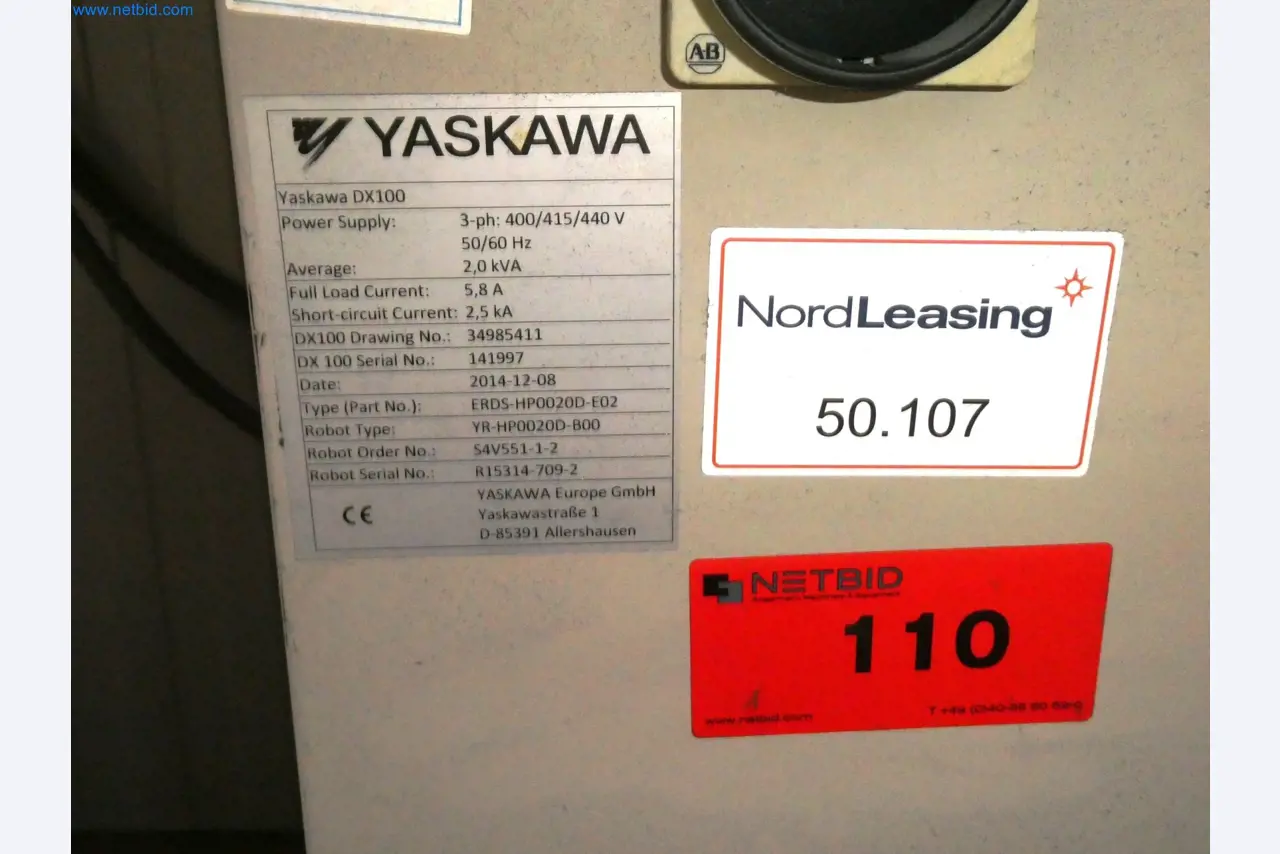 www.netbid.com
AB
YASKAWA
Yaskawa DX100
Power Supply: 3-ph: 400/415/440 V
50/60 Hz
Average: 2,0 kVA
Full Load Current: 5,8 A
Short-circuit Current: 2,5 kA
DX100 Drawing No.: 34985411
DX 100 Serial No.: 141997
Date: 2014-12-08
Type (Part No.): ERDS-HP0020D-E02
Robot Type: YR-HP0020D-B00
Robot Order No.: S4V551-1-2
Robot Serial No.: R15314-709-2
CE
YASKAWA Europe GmbH
Yaskawastraße 1
D-85391 Allershausen
NordLeasing
50.107
NETBID
110
www.netbid.com